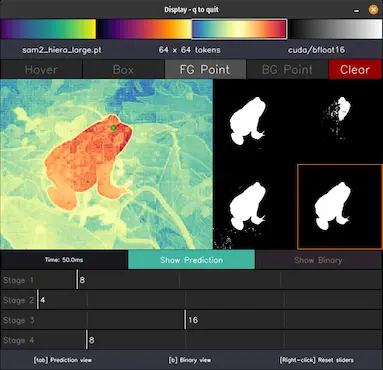 Display - q to quit
sam2_hiera_large.pt 64 x 64 tokens cuda/bfloat16
Hover Box FG Point BG Point Clear
Time: 50.0ms Show Prediction Show Binary
Stage 1 8
Stage 2 4
Stage 3 16
Stage 4 8
[tab] Prediction view [b] Binary view [Right-click] Reset sliders